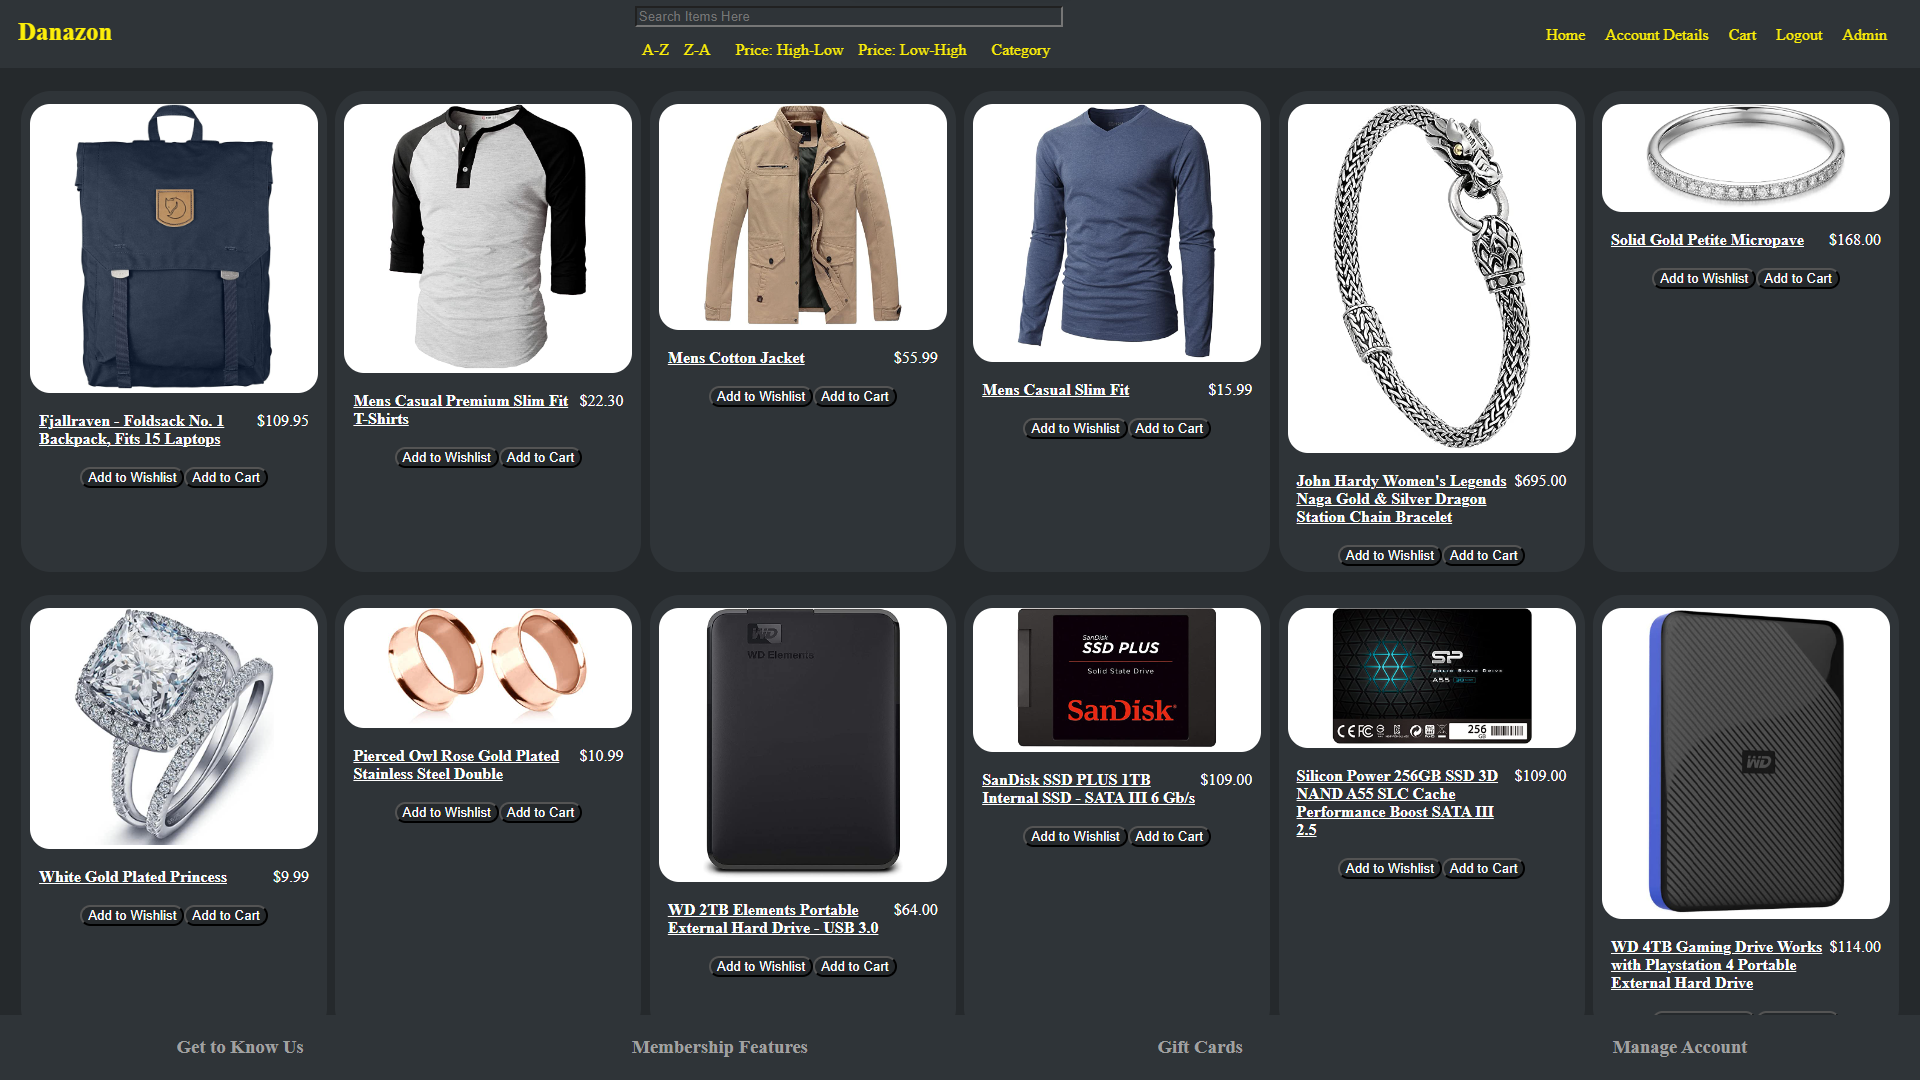 Danazon
Search Items Here
A-Z Z-A Price: High-Low Price: Low-High Category
Home Account Details Cart Logout Admin
Fjallraven - Foldsack No. 1 $109.95
Backpack, Fits 15 Laptops
Add to Wishlist Add to Cart
Mens Casual Premium Slim Fit $22.30
T-Shirts
Add to Wishlist Add to Cart
Mens Cotton Jacket $55.99
Add to Wishlist Add to Cart
Mens Casual Slim Fit $15.99
Add to Wishlist Add to Cart
John Hardy Women's Legends $695.00
Naga Gold & Silver Dragon
Station Chain Bracelet
Add to Wishlist Add to Cart
Solid Gold Petite Micropave $168.00
Add to Wishlist Add to Cart
White Gold Plated Princess $9.99
Add to Wishlist Add to Cart
Pierced Owl Rose Gold Plated $10.99
Stainless Steel Double
Add to Wishlist Add to Cart
WD
WD Elements
WD 2TB Elements Portable $64.00
External Hard Drive - USB 3.0
Add to Wishlist Add to Cart
SanDisk
SSD PLUS
Solid State Drive
SanDisk
SanDisk SSD PLUS 1TB $109.00
Internal SSD - SATA III 6 Gb/s
Add to Wishlist Add to Cart
SP
Solid State Drive
A55
256
GB
Silicon Power 256GB SSD 3D $109.00
NAND A55 SLC Cache
Performance Boost SATA III
2.5
Add to Wishlist Add to Cart
WD
WD 4TB Gaming Drive Works $114.00
with Playstation 4 Portable
External Hard Drive
Get to Know Us Membership Features Gift Cards Manage Account